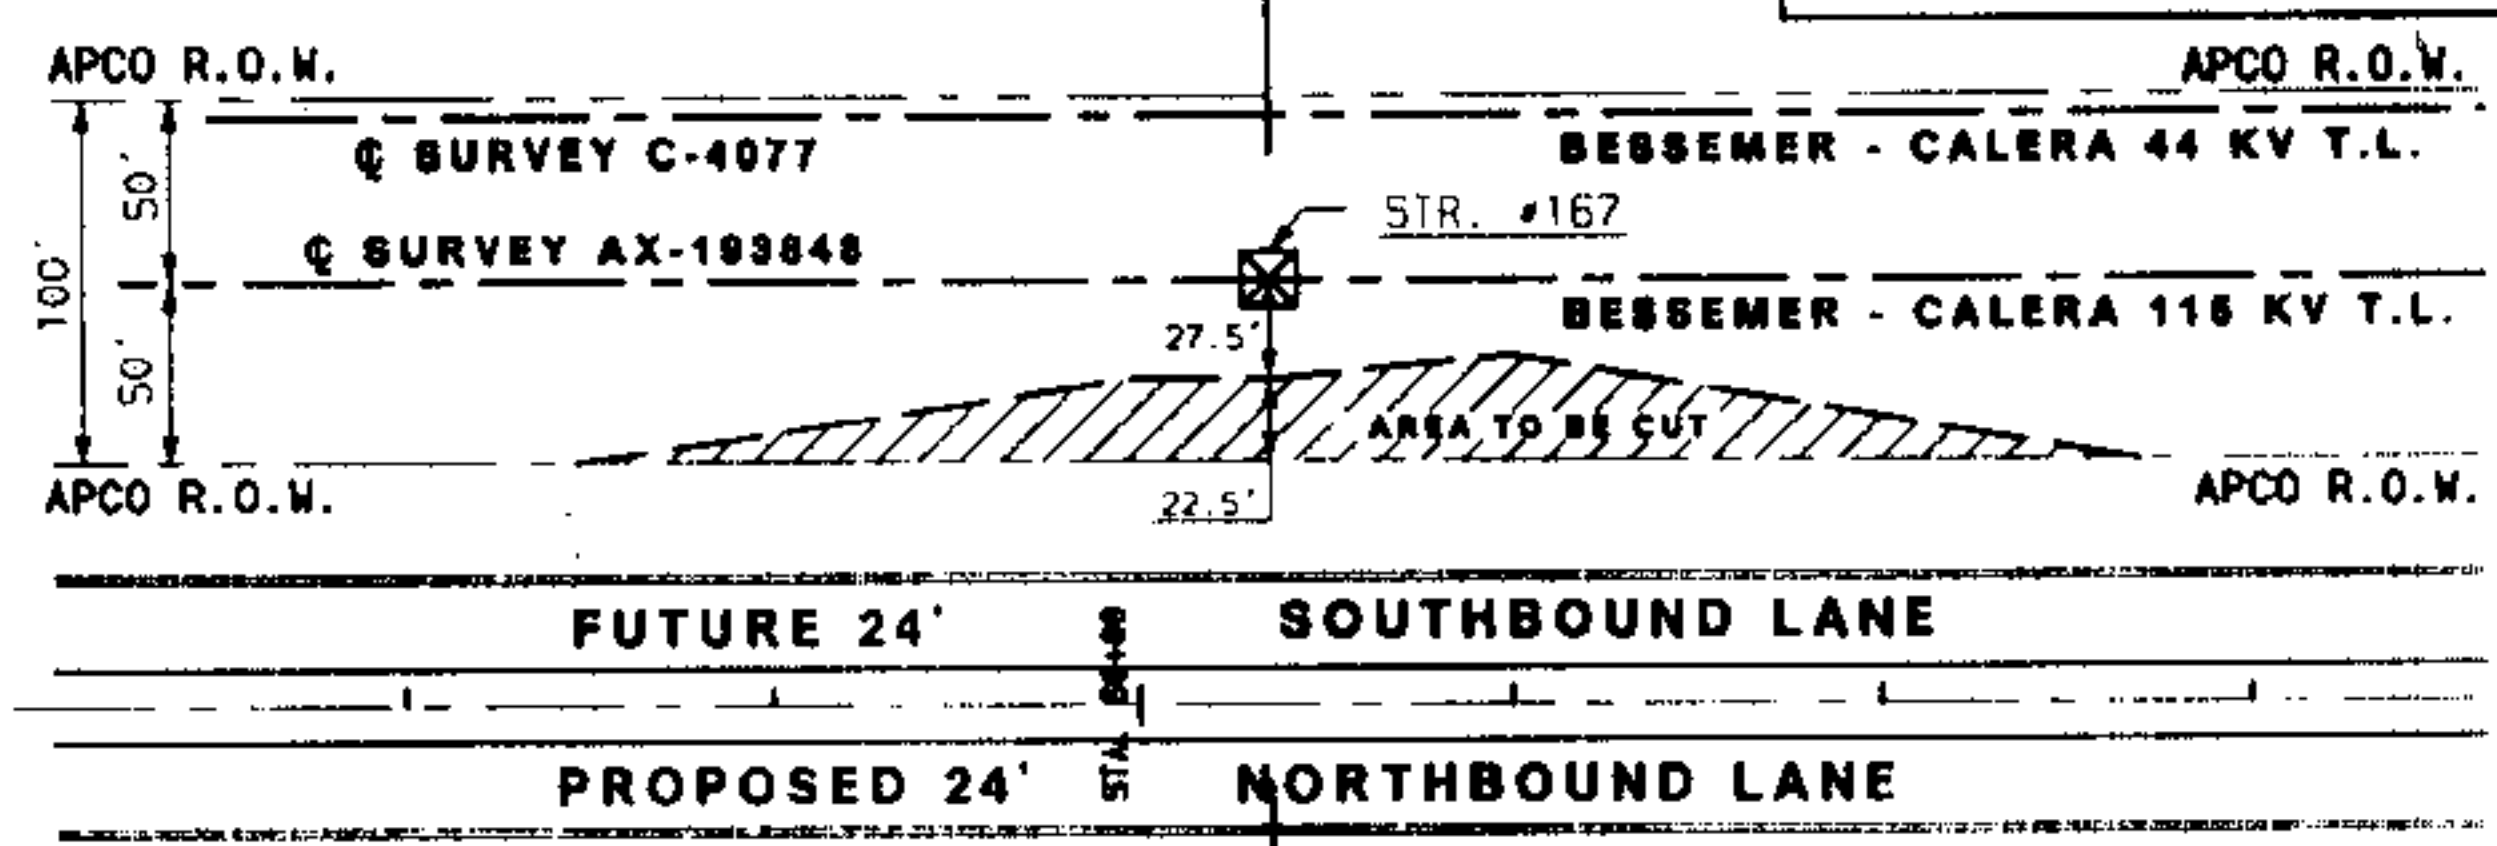 APCO R.O.W.
APCO R.O.W.
℄ SURVEY C-4077
BESSEMER - CALERA 44 KV T.L.
50'
100'
STR. #167
℄ SURVEY AX-193848
BESSEMER - CALERA 115 KV T.L.
27.5'
50'
AREA TO BE CUT
APCO R.O.W.
22.5'
APCO R.O.W.
FUTURE 24' SOUTHBOUND LANE
STA.
PROPOSED 24' NORTHBOUND LANE